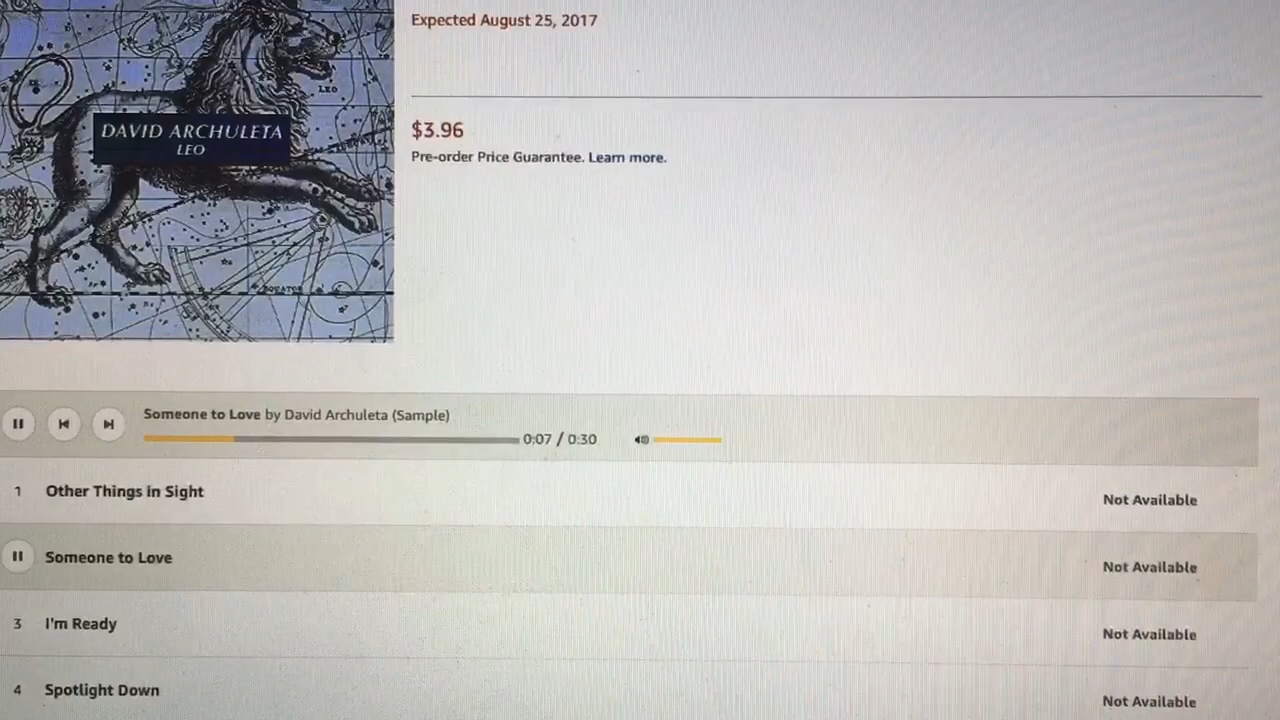 Expected August 25, 2017
LEO
DAVID ARCHULETA
LEO
$3.96
Pre-order Price Guarantee. Learn more.
Someone to Love by David Archuleta (Sample)
0:07 / 0:30
1 Other Things in Sight Not Available
Someone to Love Not Available
3 I'm Ready Not Available
4 Spotlight Down Not Available